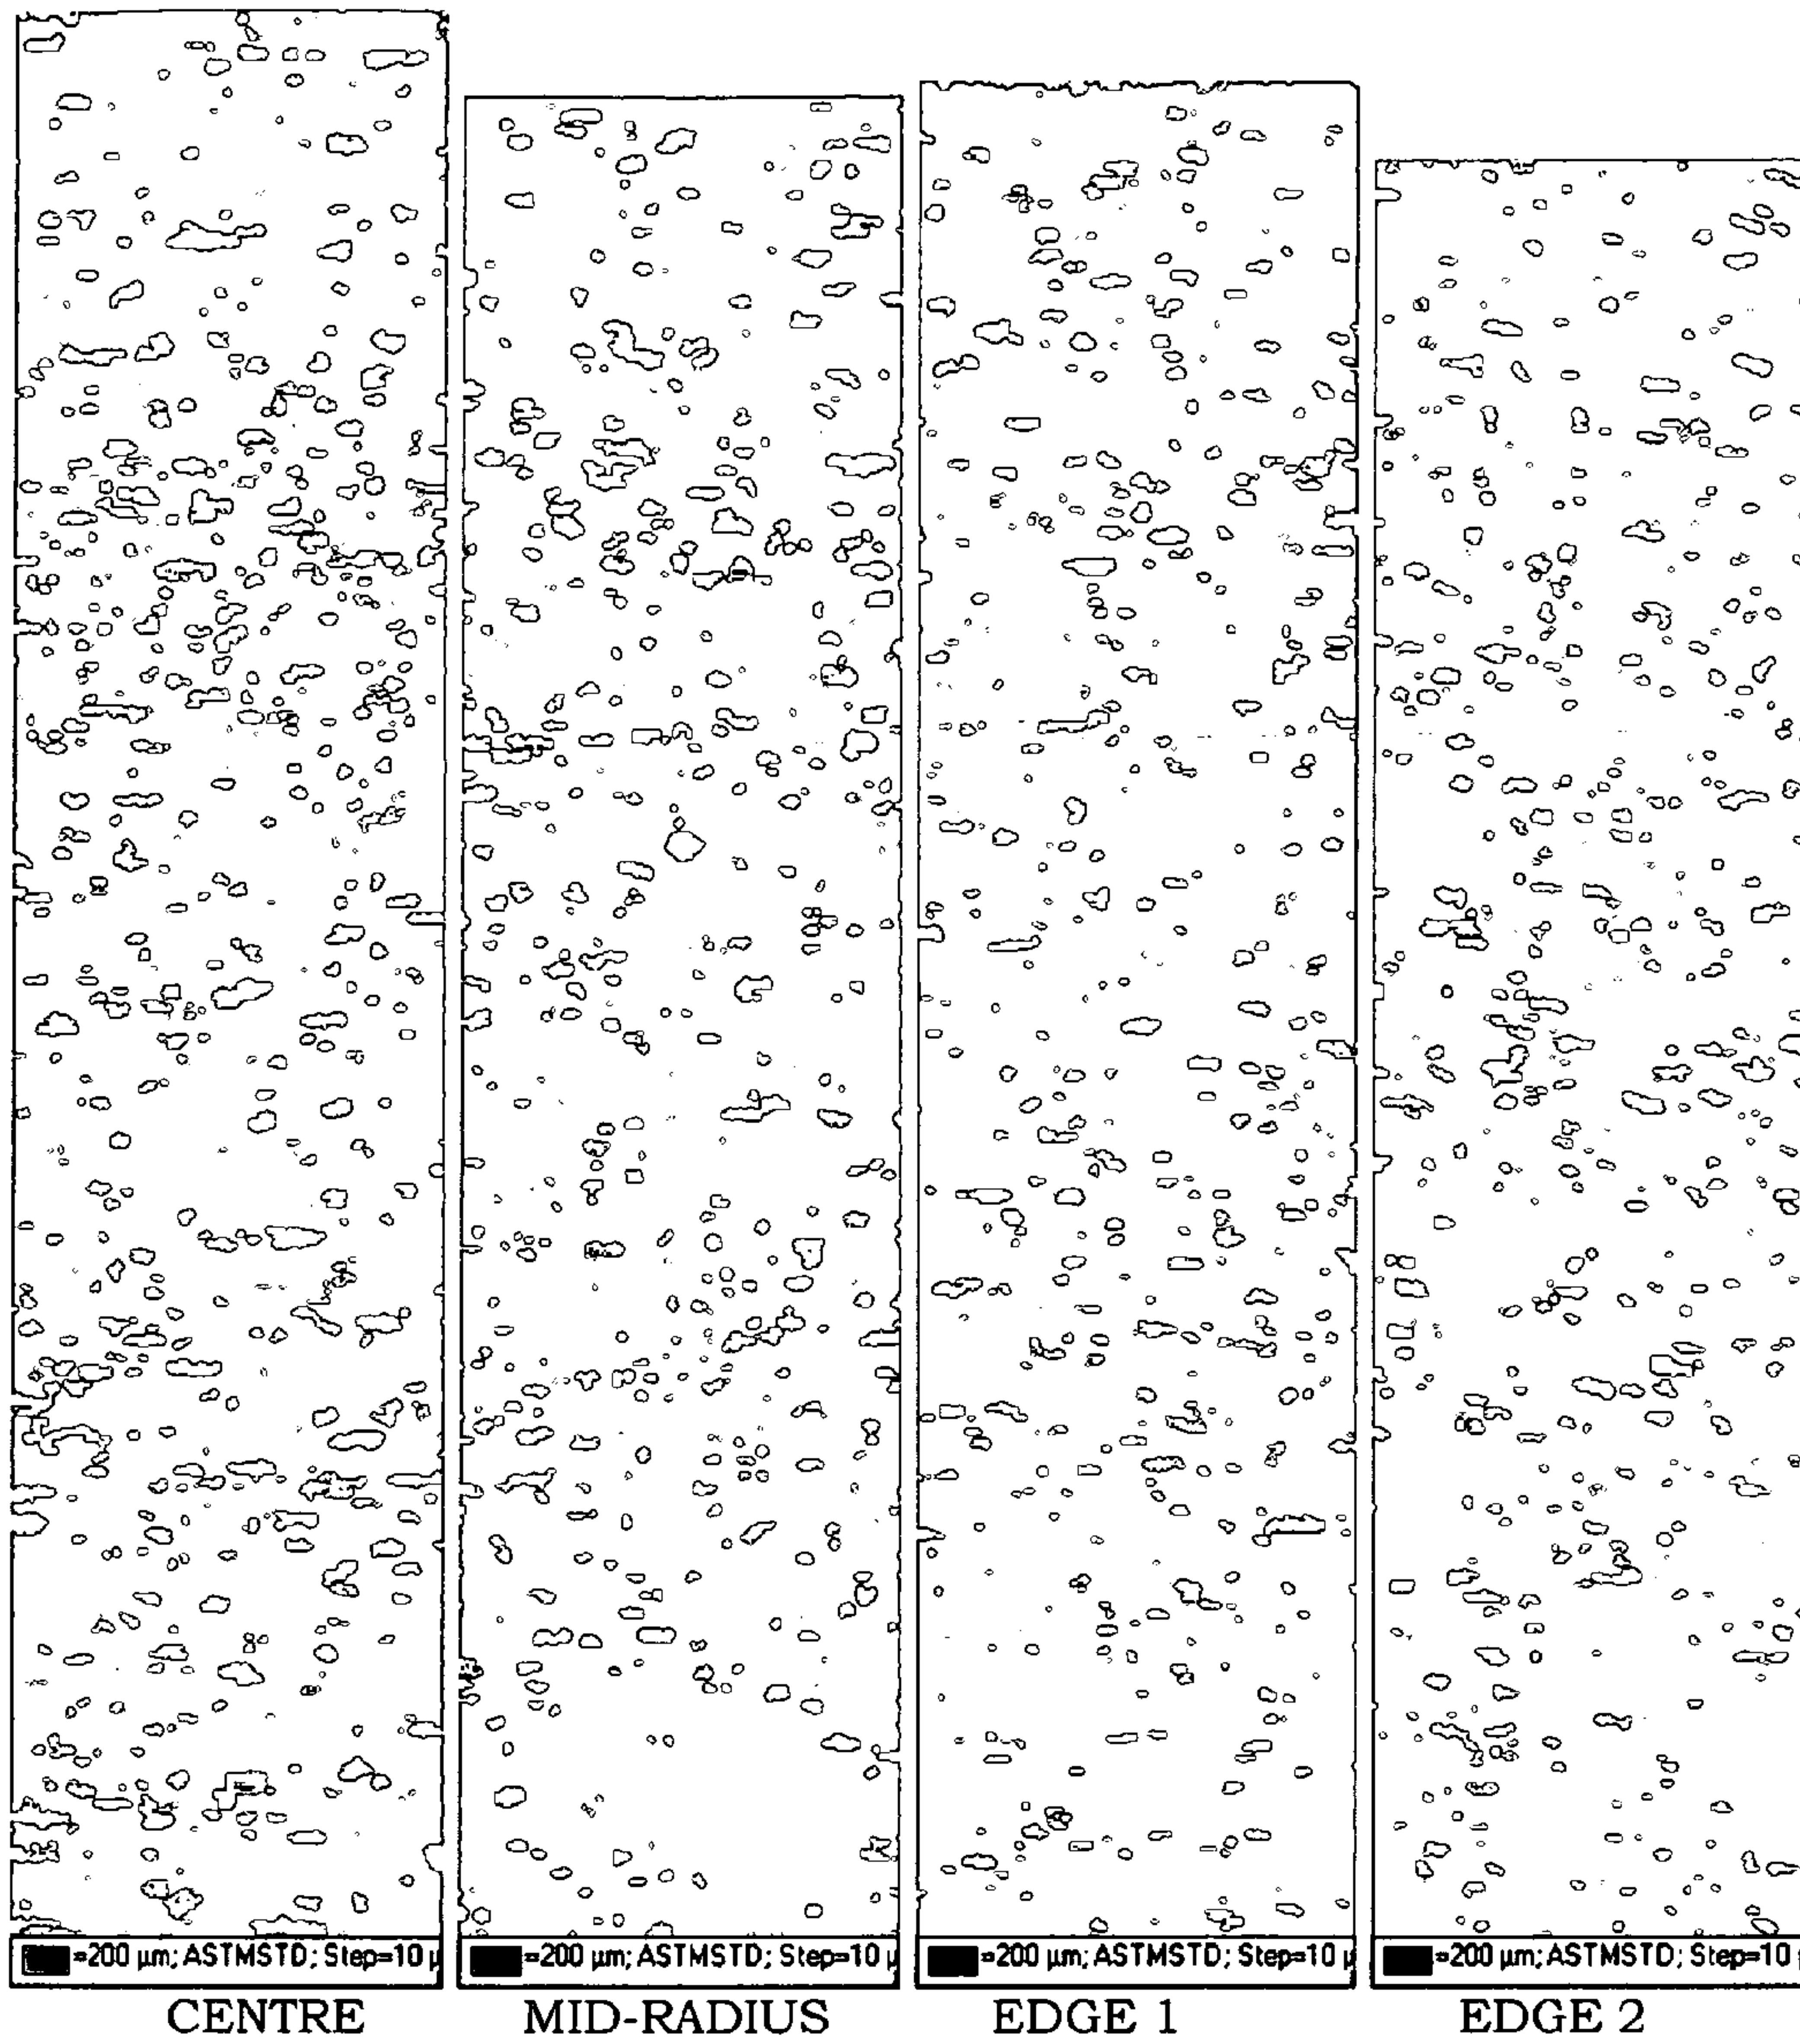 =200 µm; ASTMSTD; Step=10 µ
=200 µm; ASTMSTD; Step=10 µ
=200 µm; ASTMSTD; Step=10 µ
=200 µm; ASTMSTD; Step=10
CENTRE
MID-RADIUS
EDGE 1
EDGE 2